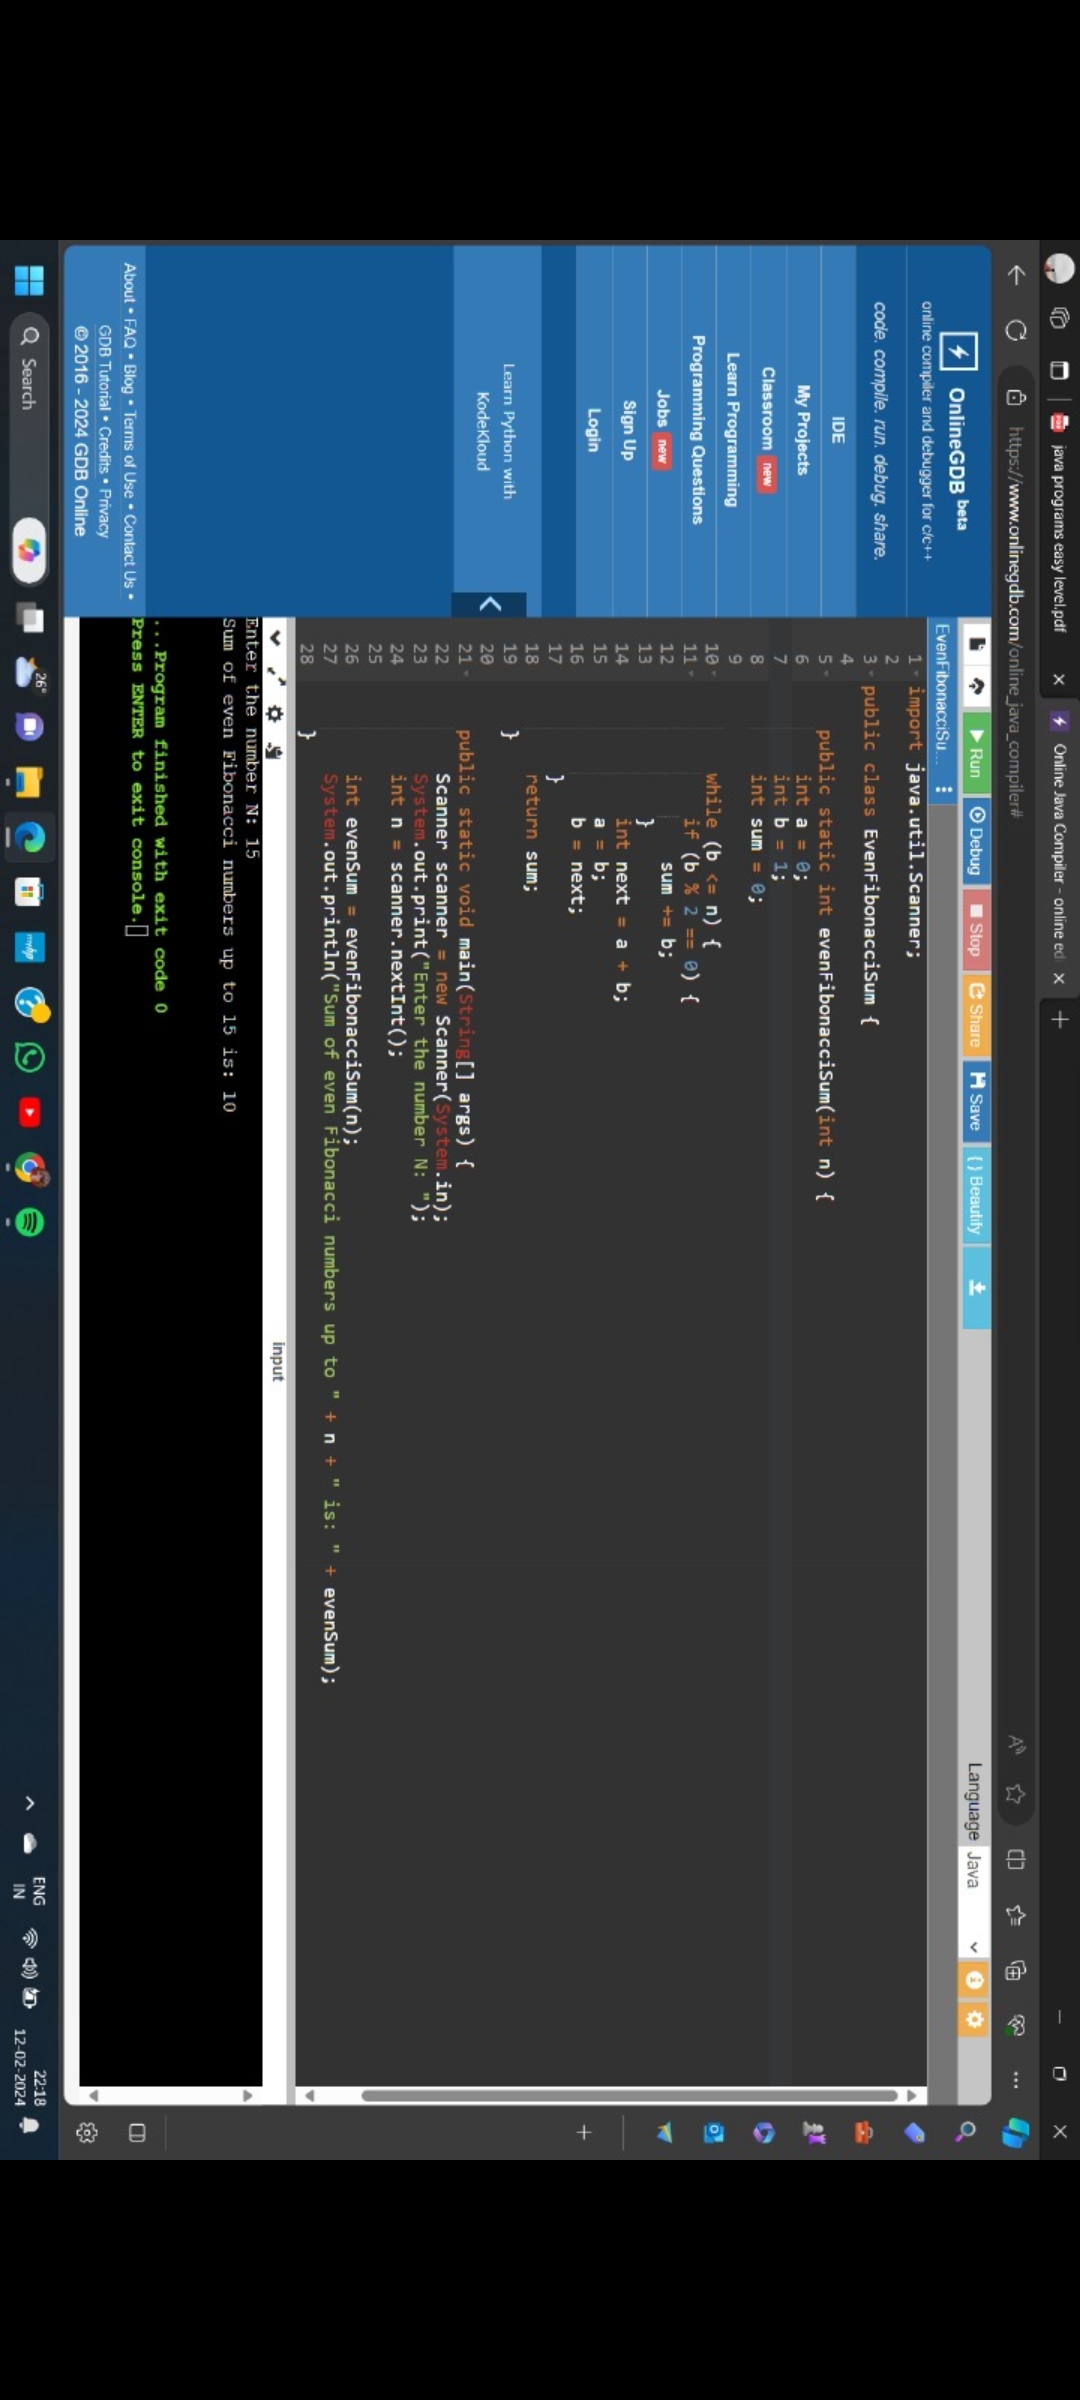 java programs easy level.pdf
Online Java Compiler - online ed
https://www.onlinegdb.com/online_java_compiler#
OnlineGDB beta
online compiler and debugger for c/c++
code. compile. run. debug. share.
IDE
My Projects
Classroom new
Learn Programming
Programming Questions
Jobs new
Sign Up
Login
Learn Python with
KodeKloud
About • FAQ • Blog • Terms of Use • Contact Us •
GDB Tutorial • Credits • Privacy
© 2016 - 2024 GDB Online
Run Debug Stop Share Save { } Beautify
Language Java
EvenFibonacciSu...
1 import java.util.Scanner;
2
3 public class EvenFibonacciSum {
4
5 public static int evenFibonacciSum(int n) {
6 int a = 0;
7 int b = 1;
8 int sum = 0;
9
10 while (b <= n) {
11 if (b % 2 == 0) {
12 sum += b;
13 }
14 int next = a + b;
15 a = b;
16 b = next;
17 }
18 return sum;
19 }
20
21 public static void main(String[] args) {
22 Scanner scanner = new Scanner(System.in);
23 System.out.print("Enter the number N: ");
24 int n = scanner.nextInt();
25
26 int evenSum = evenFibonacciSum(n);
27 System.out.println("Sum of even Fibonacci numbers up to " + n + " is: " + evenSum);
28 }
input
Enter the number N: 15
Sum of even Fibonacci numbers up to 15 is: 10
...Program finished with exit code 0
Press ENTER to exit console.
Search
26°
myhp
ENG
IN
22:18
12-02-2024